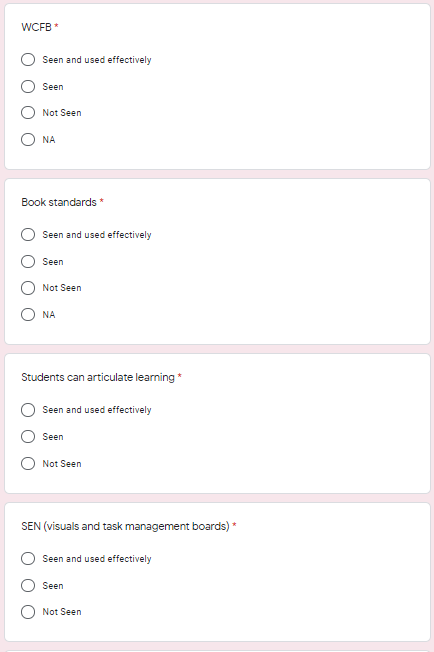 WCFB *
Seen and used effectively
Seen
Not Seen
NA
Book standards *
Seen and used effectively
Seen
Not Seen
NA
Students can articulate learning *
Seen and used effectively
Seen
Not Seen
SEN (visuals and task management boards) *
Seen and used effectively
Seen
Not Seen